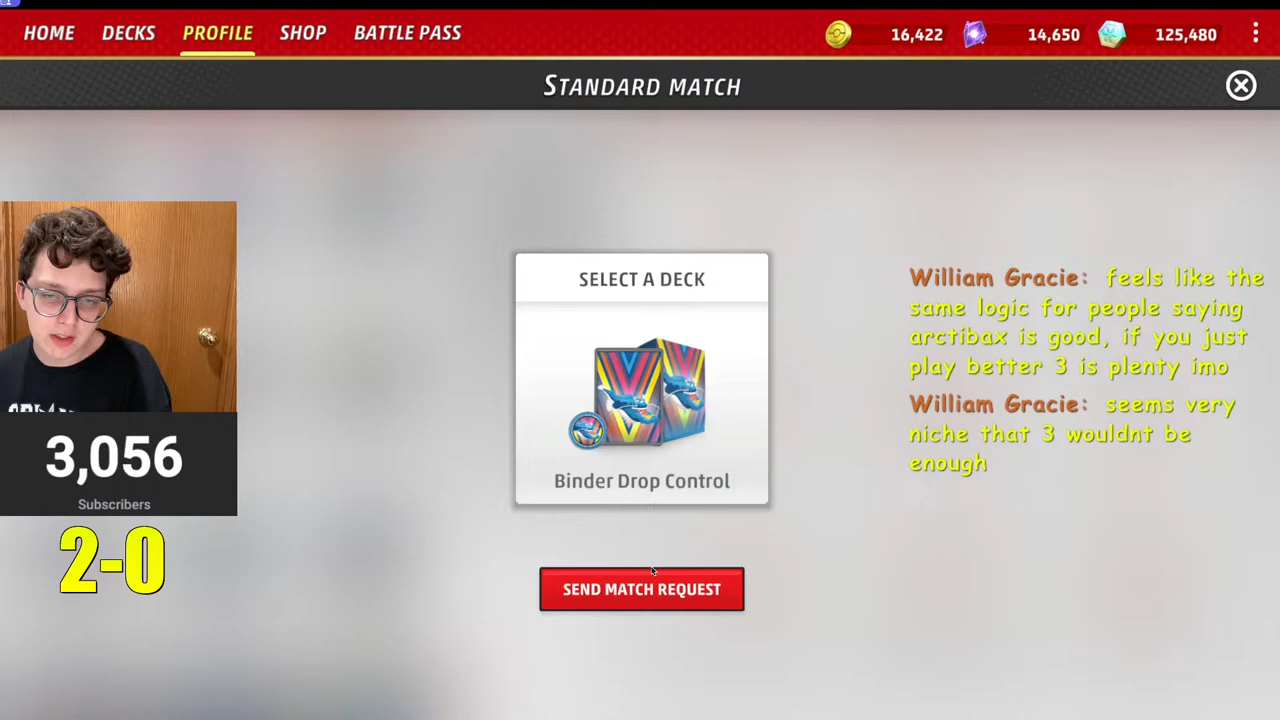 HOME DECKS PROFILE SHOP BATTLE PASS 16,422 14,650 125,480
STANDARD MATCH
SELECT A DECK
Binder Drop Control
SEND MATCH REQUEST
3,056
Subscribers
2-0
William Gracie: feels like the
same logic for people saying
arctibax is good, if you just
play better 3 is plenty imo
William Gracie: seems very
niche that 3 wouldnt be
enough